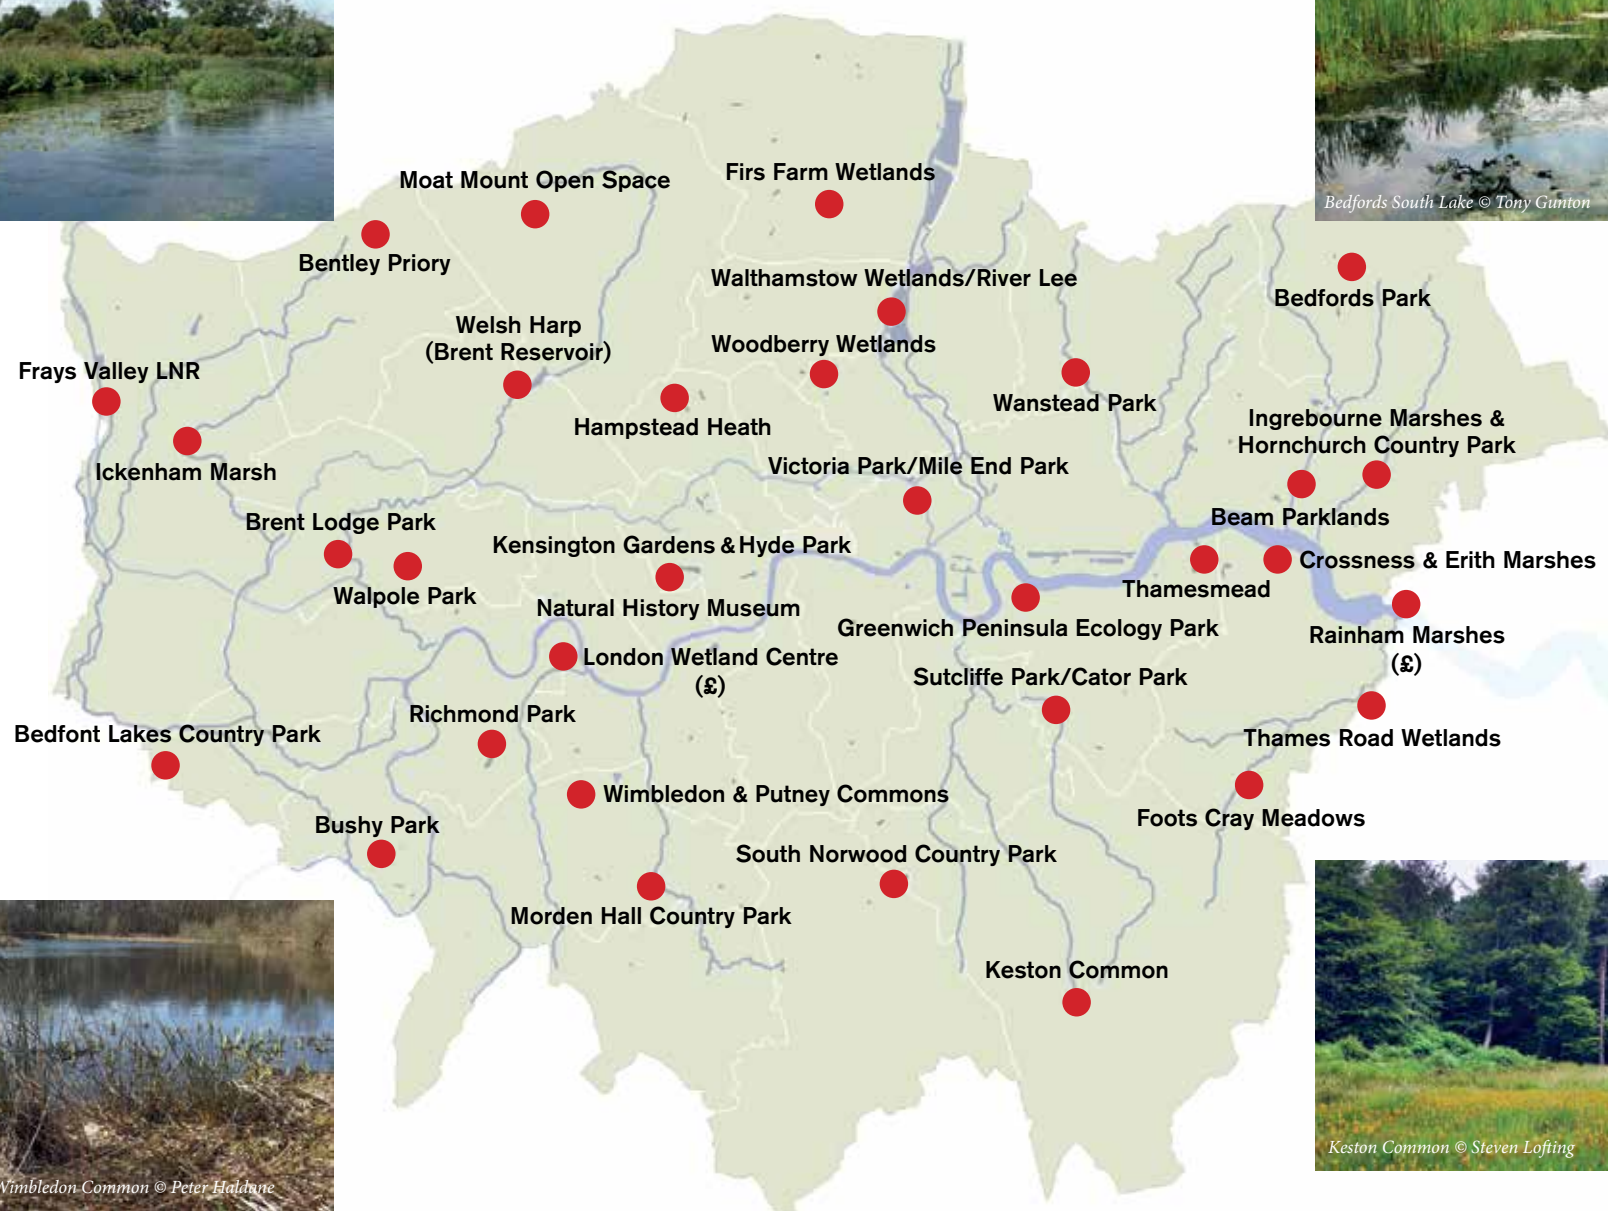 Bedfords South Lake © Tony Gunton
Moat Mount Open Space
Firs Farm Wetlands
Bentley Priory
Walthamstow Wetlands/River Lee
Bedfords Park
Welsh Harp
(Brent Reservoir)
Woodberry Wetlands
Frays Valley LNR
Wanstead Park
Hampstead Heath
Ingrebourne Marshes &
Hornchurch Country Park
Ickenham Marsh
Victoria Park/Mile End Park
Brent Lodge Park
Beam Parklands
Kensington Gardens & Hyde Park
Crossness & Erith Marshes
Walpole Park
Thamesmead
Natural History Museum
Greenwich Peninsula Ecology Park
Rainham Marshes
(£)
London Wetland Centre
(£)
Sutcliffe Park/Cator Park
Richmond Park
Bedfont Lakes Country Park
Thames Road Wetlands
Wimbledon & Putney Commons
Foots Cray Meadows
Bushy Park
South Norwood Country Park
Morden Hall Country Park
Keston Common
Keston Common © Steven Lofting
Wimbledon Common © Peter Haldane